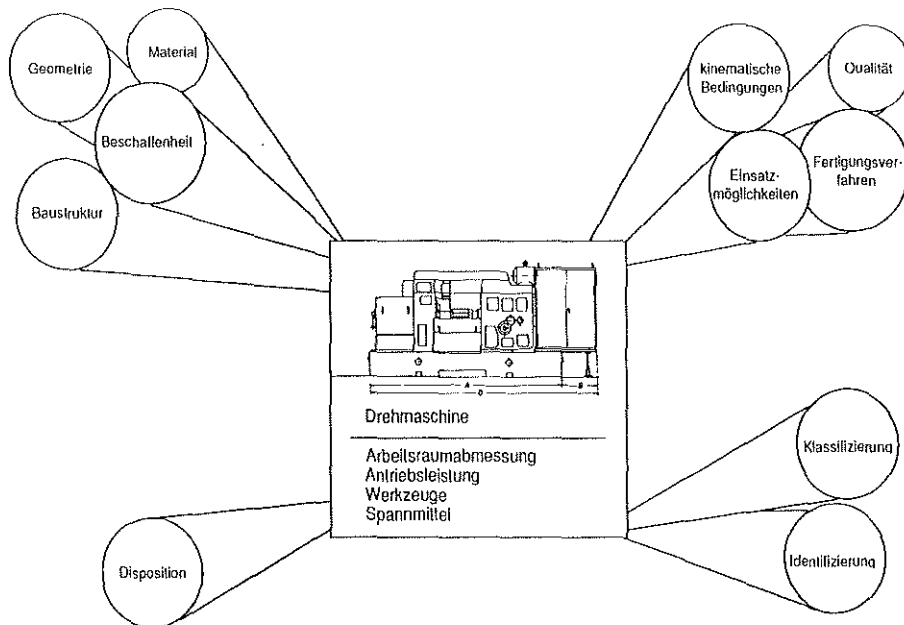 Geometrie
Material
Beschaffenheit
Baustruktur
kinematische
Bedingungen
Qualität
Einsatz-
möglichkeiten
Fertigungsver-
fahren
A
B
Drehmaschine
Arbeitsraumabmessung
Antriebsleistung
Werkzeuge
Spannmittel
Disposition
Klassifizierung
Identifizierung